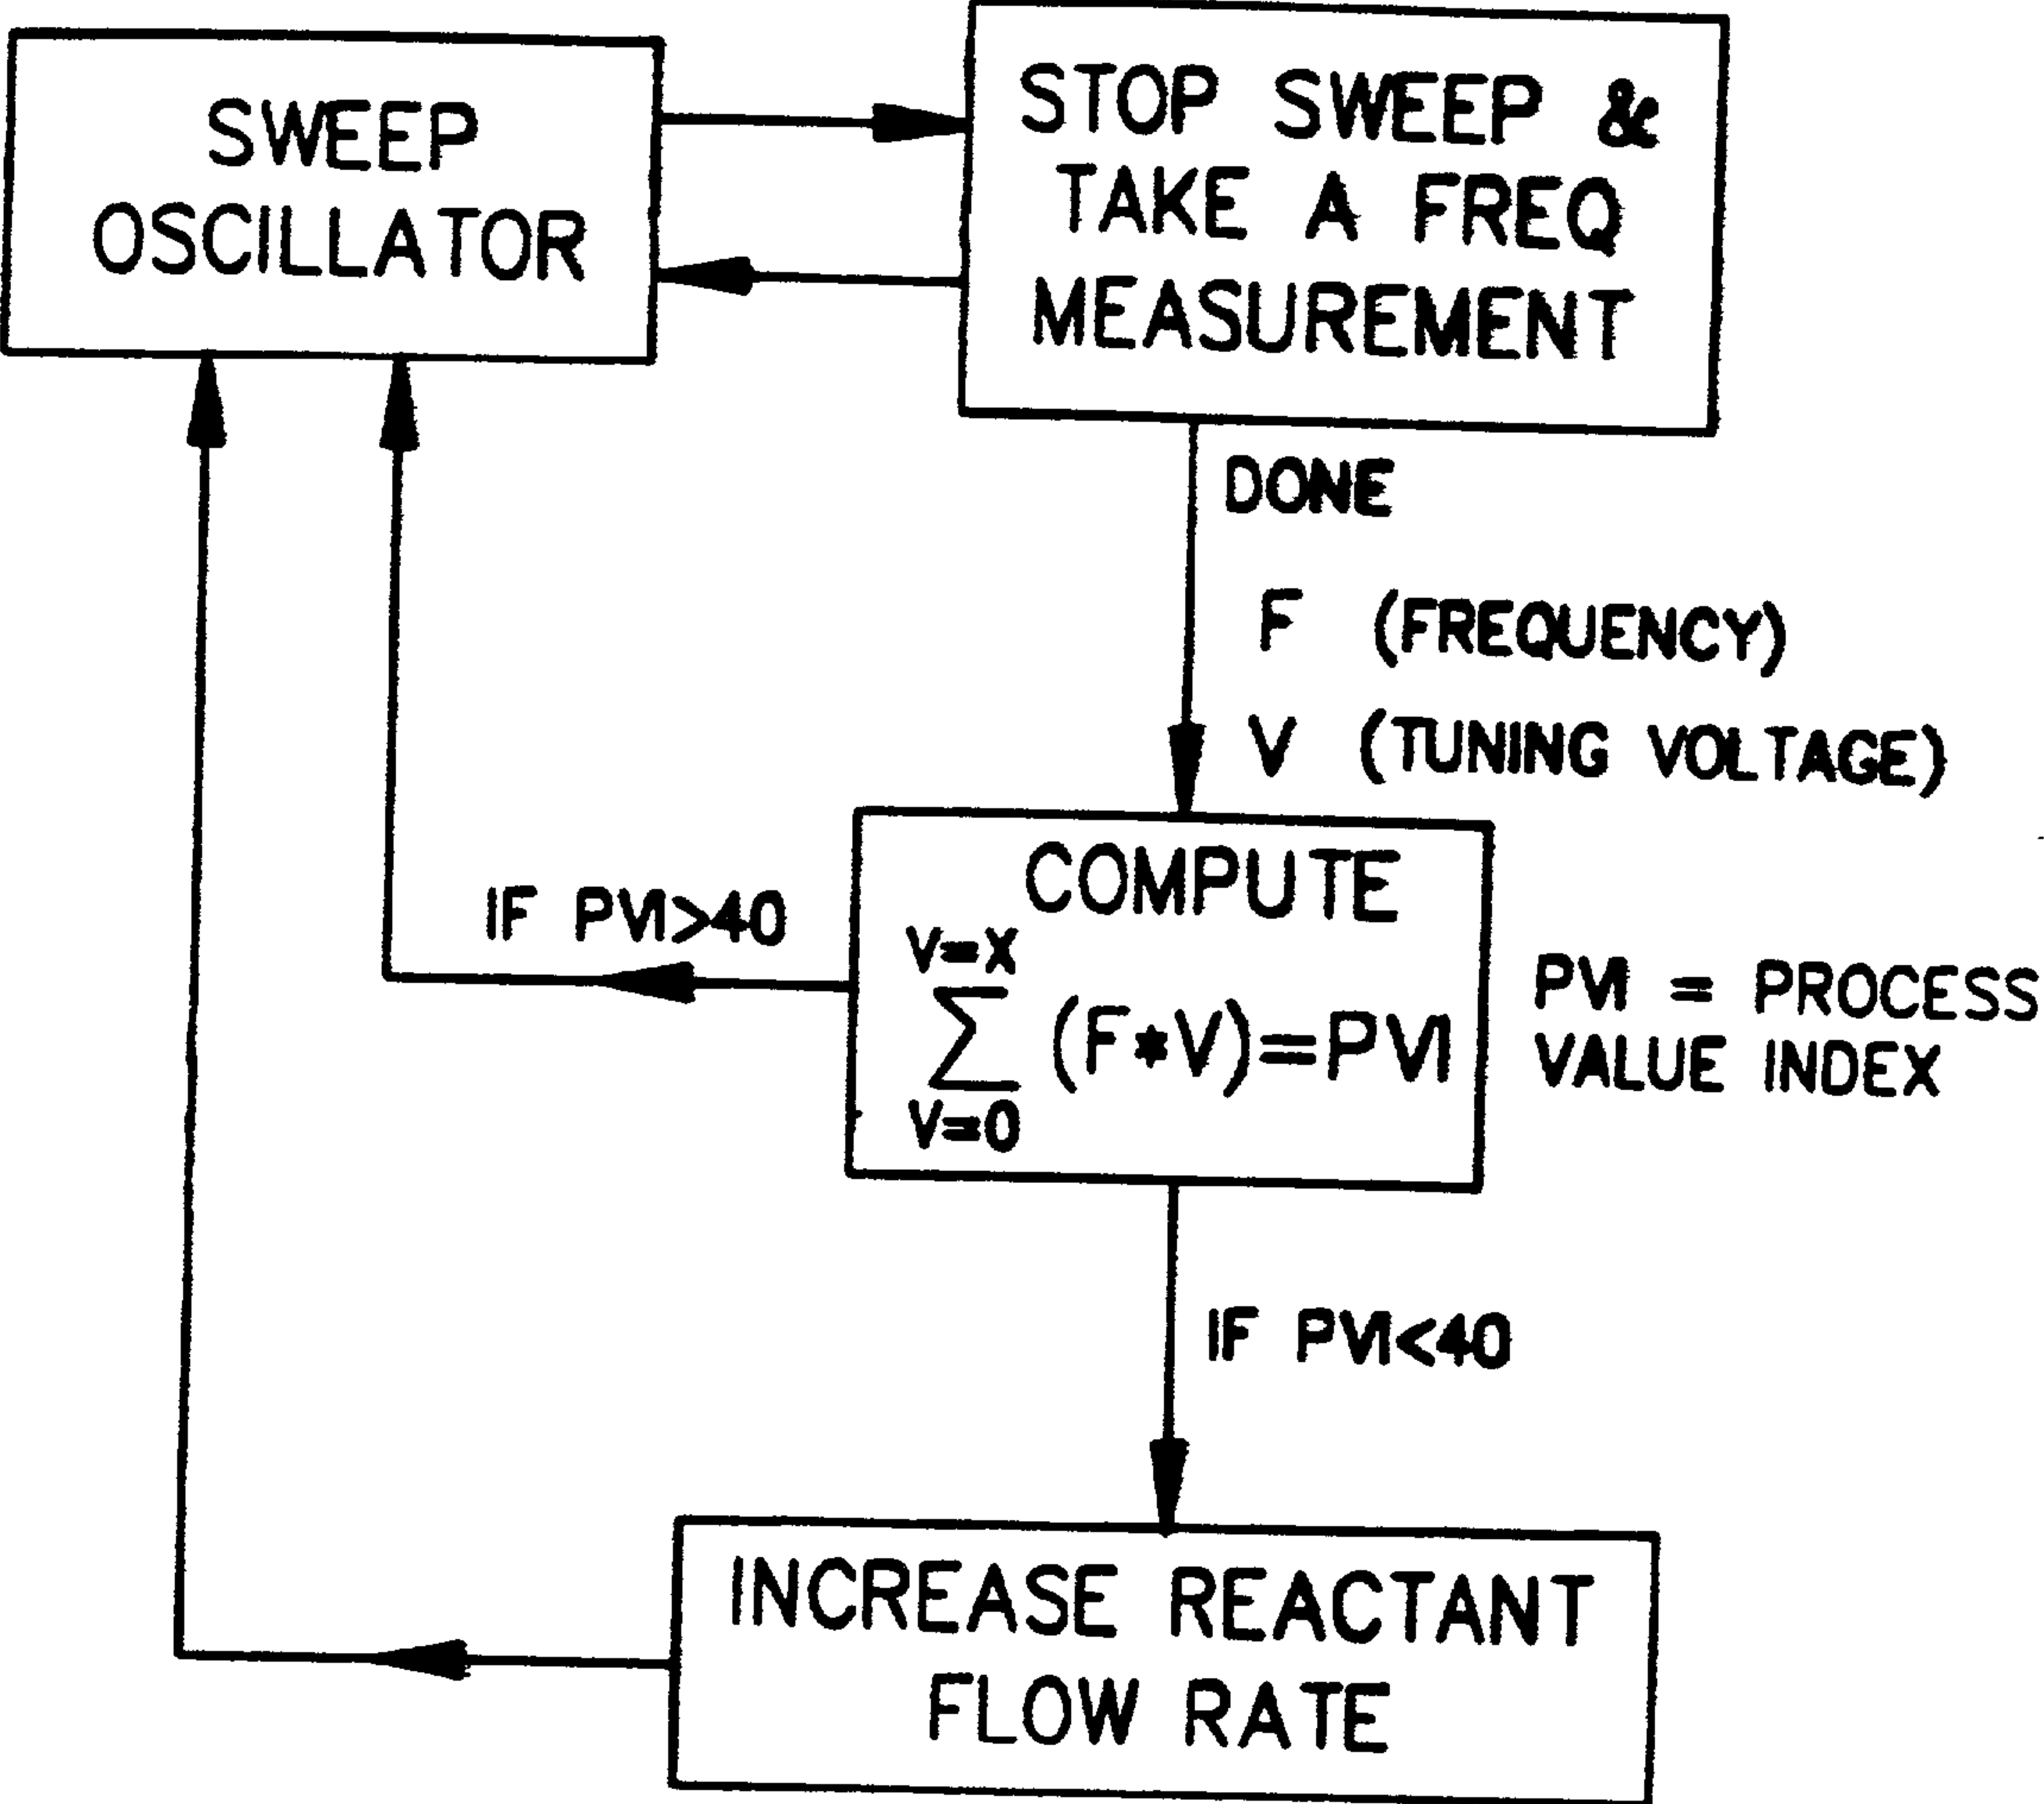 SWEEP
OSCILLATOR
STOP SWEEP &
TAKE A FREQ
MEASUREMENT
DONE
F (FREQUENCY)
V (TUNING VOLTAGE)
IF PVI>40
COMPUTE
V=X
∑ (F*V)=PVI
V=0
PVI = PROCESS
VALUE INDEX
IF PVI<40
INCREASE REACTANT
FLOW RATE